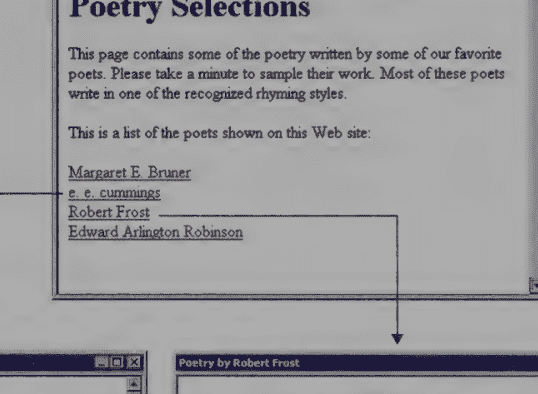 Poetry Selections
This page contains some of the poetry written by some of our favorite
poets. Please take a minute to sample their work. Most of these poets
write in one of the recognized rhyming styles.
This is a list of the poets shown on this Web site:
Margaret E. Bruner
e. e. cummings
Robert Frost
Edward Arlington Robinson
Poetry by Robert Frost